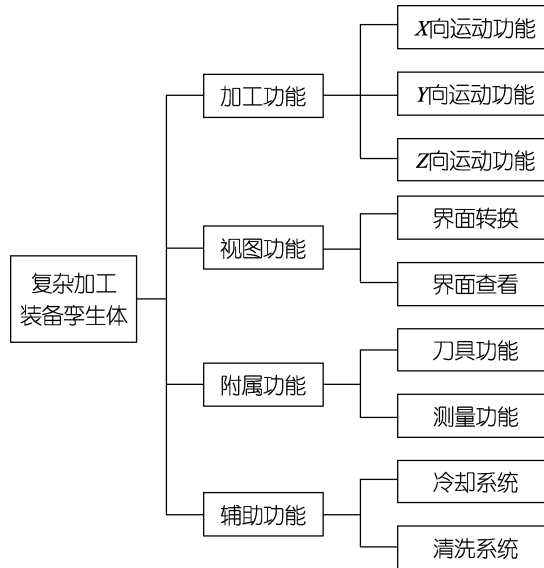 X向运动功能
加工功能
Y向运动功能
Z向运动功能
界面转换
视图功能
界面查看
复杂加工
装备孪生体
刀具功能
附属功能
测量功能
冷却系统
辅助功能
清洗系统